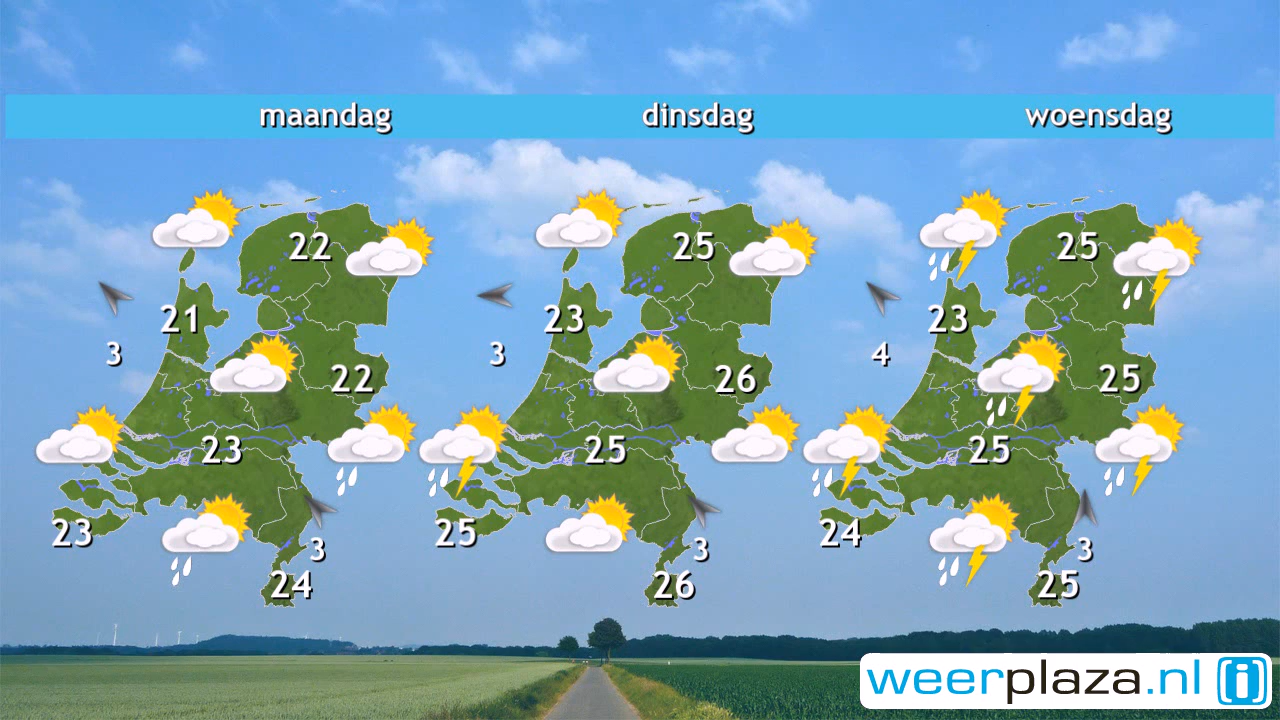 maandag dinsdag woensdag
22 25 25
21 23 23
3 3 4
22 26 25
23 25 25
23 25 24
3 3 3
24 26 25
weerplaza.nl i